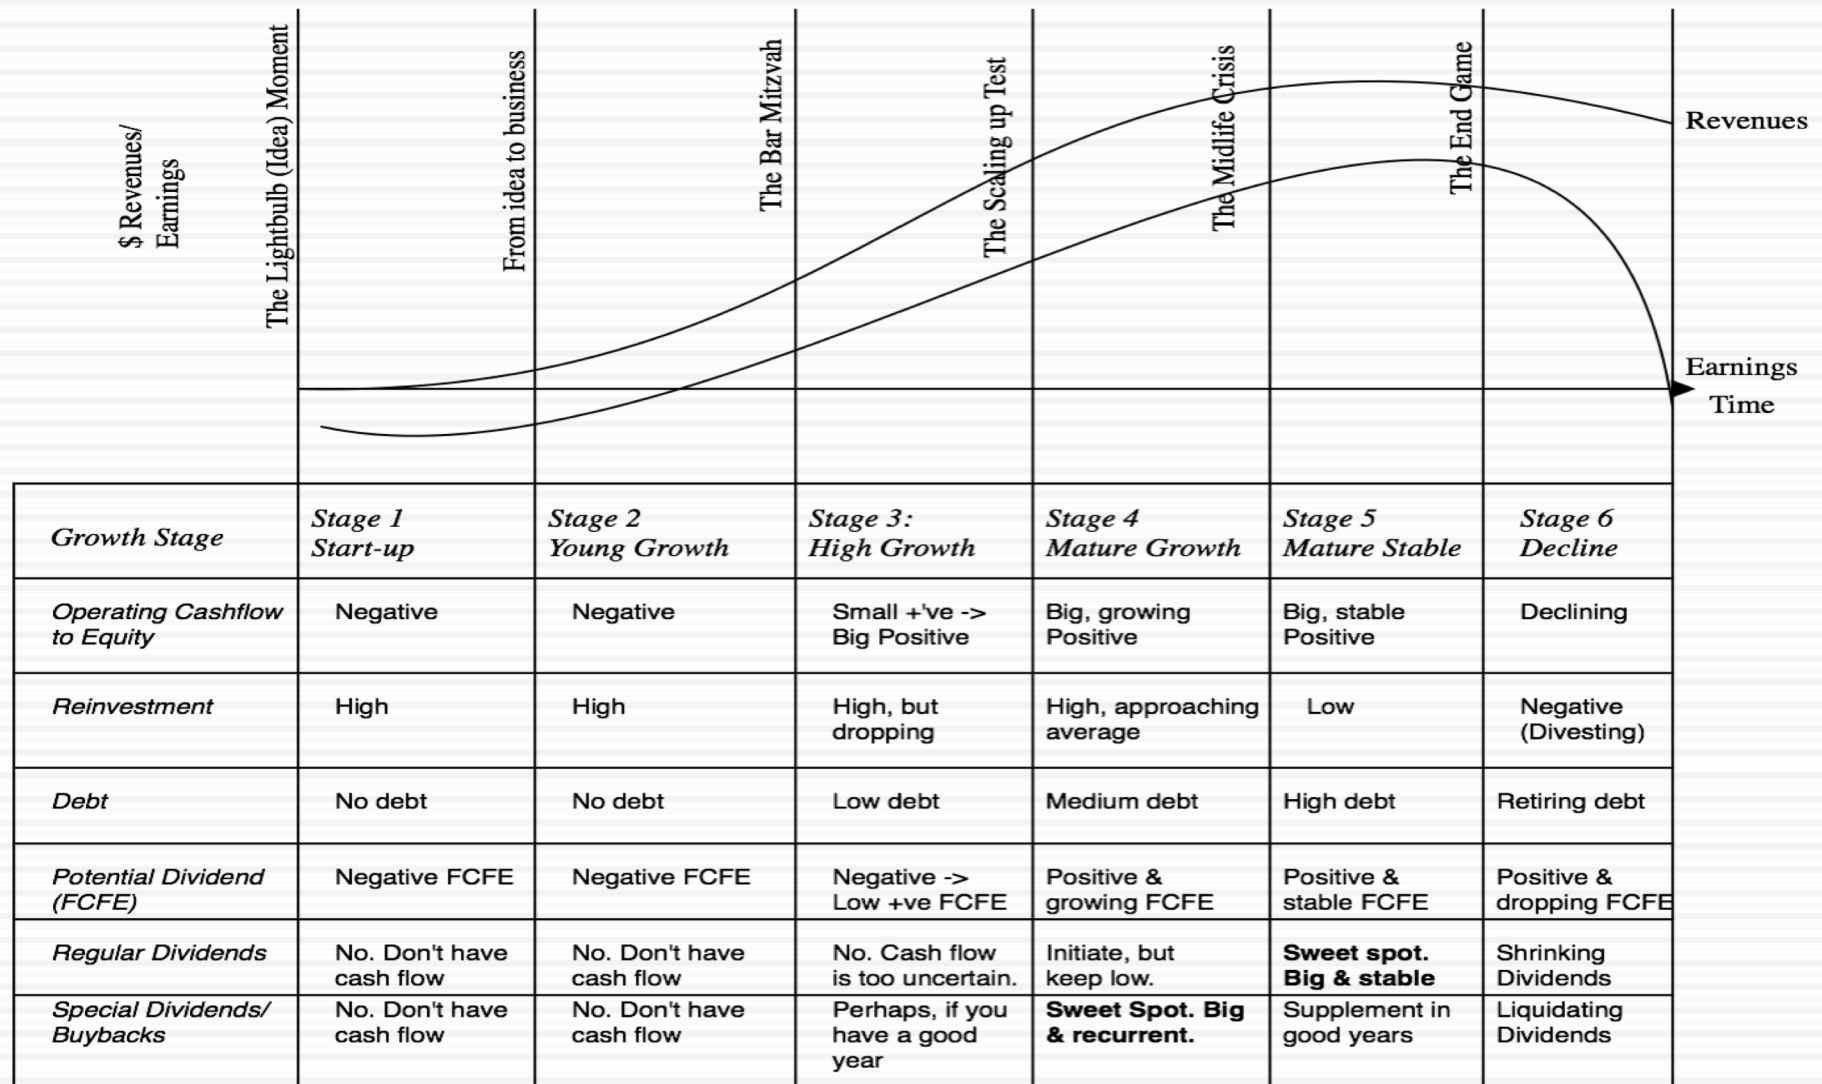 $ Revenues/
Earnings
The Lightbulb (Idea) Moment
From idea to business
The Bar Mitzvah
The Scaling up Test
The Midlife Crisis
The End Game
Revenues
Earnings
Time
Growth Stage
Stage 1
Start-up
Stage 2
Young Growth
Stage 3:
High Growth
Stage 4
Mature Growth
Stage 5
Mature Stable
Stage 6
Decline
Operating Cashflow
to Equity
Negative
Negative
Small +'ve ->
Big Positive
Big, growing
Positive
Big, stable
Positive
Declining
Reinvestment
High
High
High, but
dropping
High, approaching
average
Low
Negative
(Divesting)
Debt
No debt
No debt
Low debt
Medium debt
High debt
Retiring debt
Potential Dividend
(FCFE)
Negative FCFE
Negative FCFE
Negative ->
Low +ve FCFE
Positive &
growing FCFE
Positive &
stable FCFE
Positive &
dropping FCFE
Regular Dividends
No. Don't have
cash flow
No. Don't have
cash flow
No. Cash flow
is too uncertain.
Initiate, but
keep low.
Sweet spot.
Big & stable
Shrinking
Dividends
Special Dividends/
Buybacks
No. Don't have
cash flow
No. Don't have
cash flow
Perhaps, if you
have a good
year
Sweet Spot. Big
& recurrent.
Supplement in
good years
Liquidating
Dividends